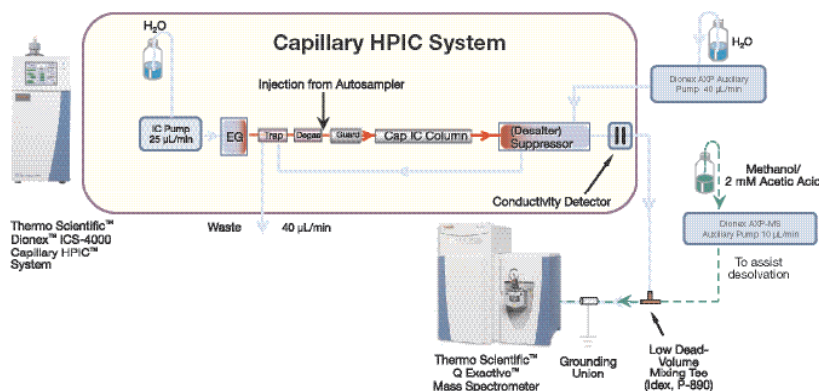 Capillary HPIC System
H₂O
Injection from Autosampler
IC Pump
25 µL/min
EG
Trap
Degas
Guard
Cap IC Column
(Desalter)
Suppressor
Conductivity Detector
Waste
40 µL/min
H₂O
Dionex AXP Auxiliary
Pump 40 µL/min
Methanol/
2 mM Acetic Acid
Dionex AXP-MS
Auxiliary Pump 10 µL/min
To assist
desolvation
Thermo Scientific™
Dionex™ ICS-4000
Capillary HPIC™
System
Thermo Scientific™
Q Exactive™
Mass Spectrometer
Grounding
Union
Low Dead-
Volume
Mixing Tee
(Idex, P-890)